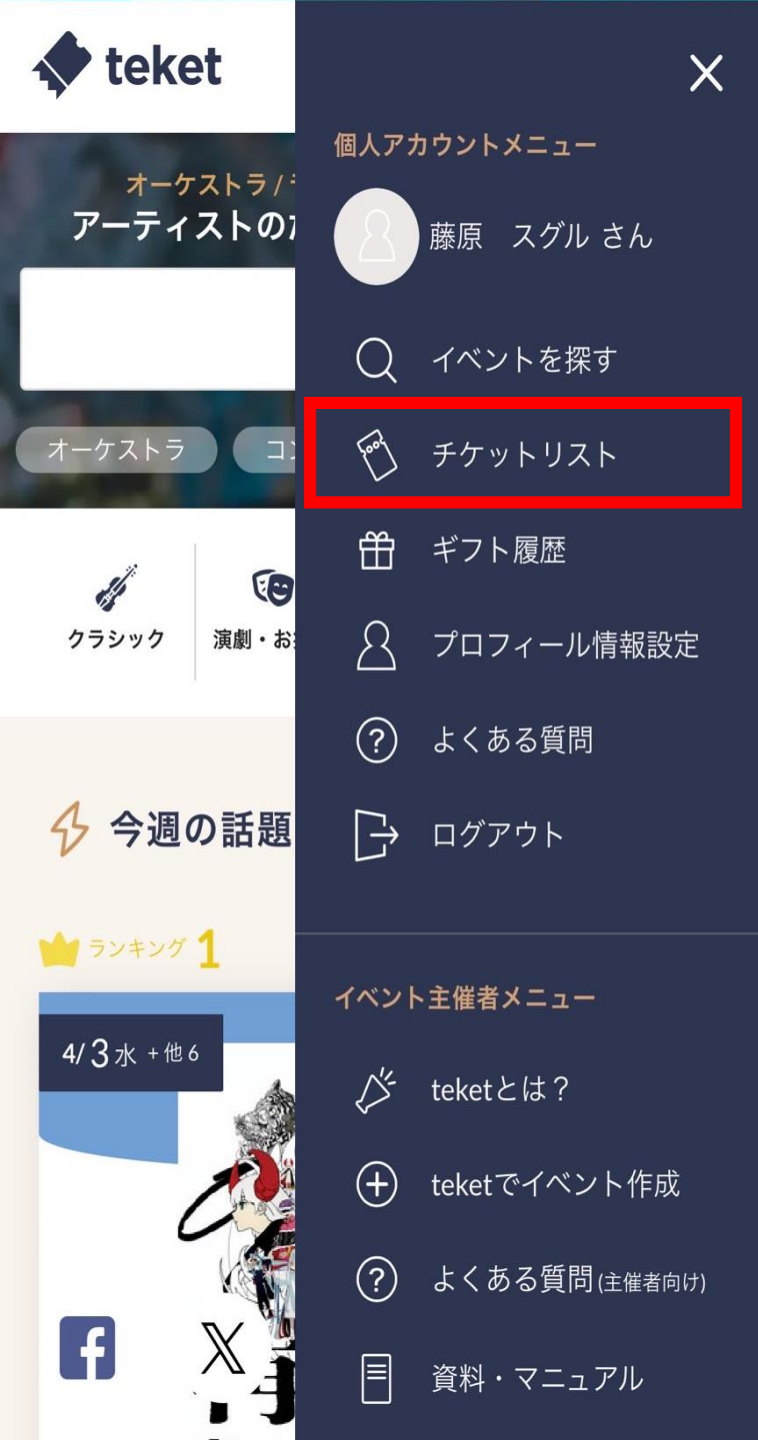 teket
オーケストラ /
アーティストの
オーケストラ
コン
クラシック
演劇・お
今週の話題
ランキング 1
4/3水 +他6
個人アカウントメニュー
藤原 スグル さん
イベントを探す
チケットリスト
ギフト履歴
プロフィール情報設定
よくある質問
ログアウト
イベント主催者メニュー
teketとは？
teketでイベント作成
よくある質問(主催者向け)
資料・マニュアル